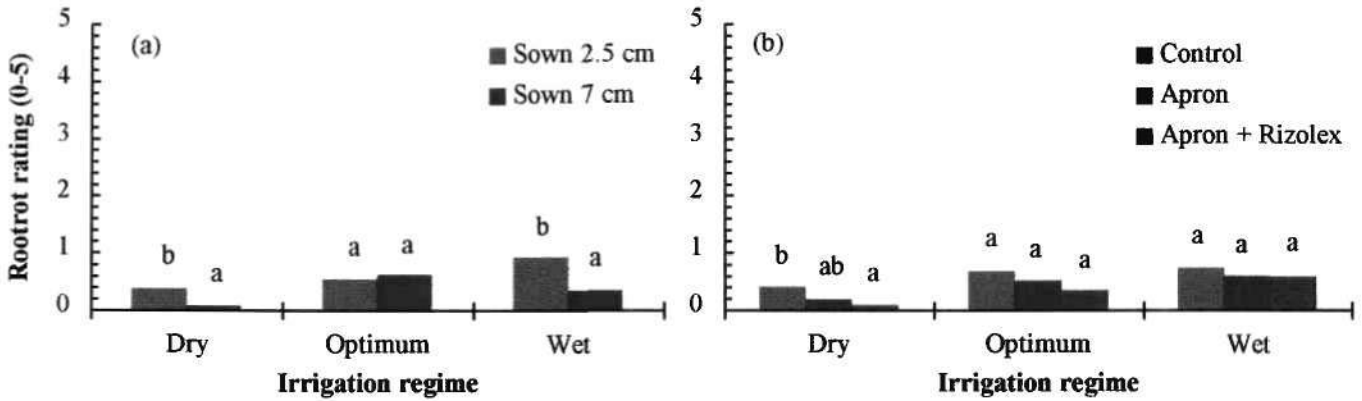 Rootrot rating (0-5)
5
4
3
2
1
0
(a)
Sown 2.5 cm
Sown 7 cm
b
a
a
a
b
a
Dry
Optimum
Wet
Irrigation regime
5
4
3
2
1
0
(b)
Control
Apron
Apron + Rizolex
b
ab
a
a
a
a
a
a
a
Dry
Optimum
Wet
Irrigation regime